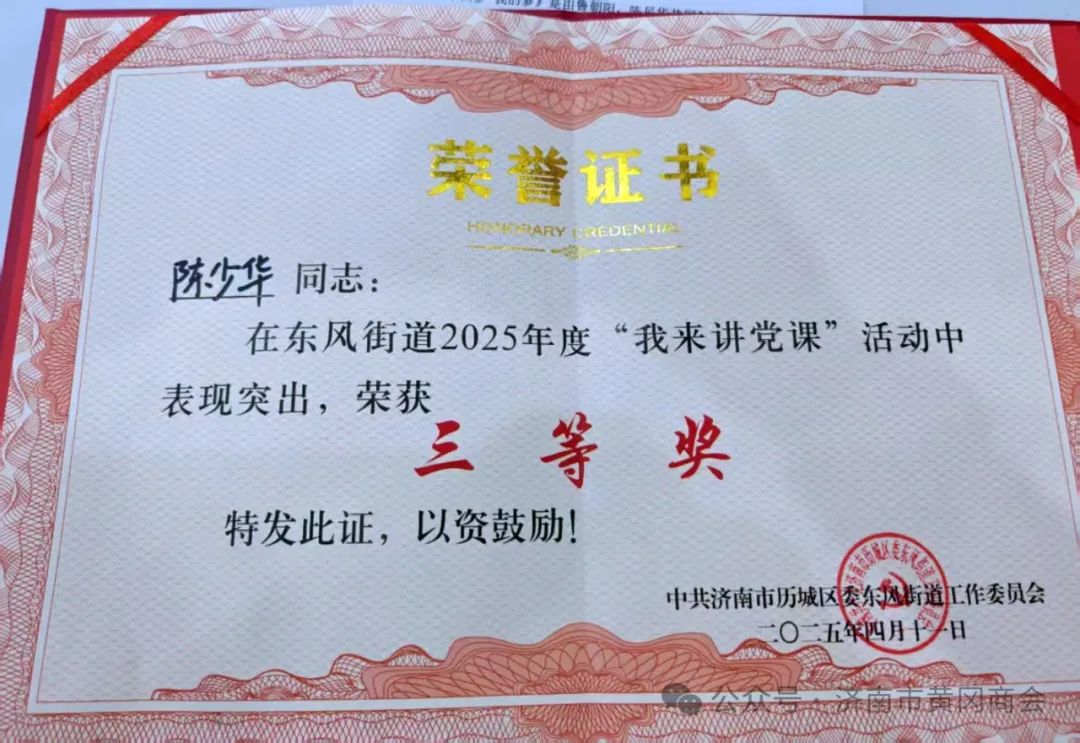 荣誉证书
HONORARY CREDENTIAL
陈少华 同志：
在东风街道2025年度“我来讲党课”活动中
表现突出，荣获
三等奖
特发此证，以资鼓励！
中共济南市历城区委东风街道工作委员会
二〇二五年四月十一日
公众号·济南市黄冈商会